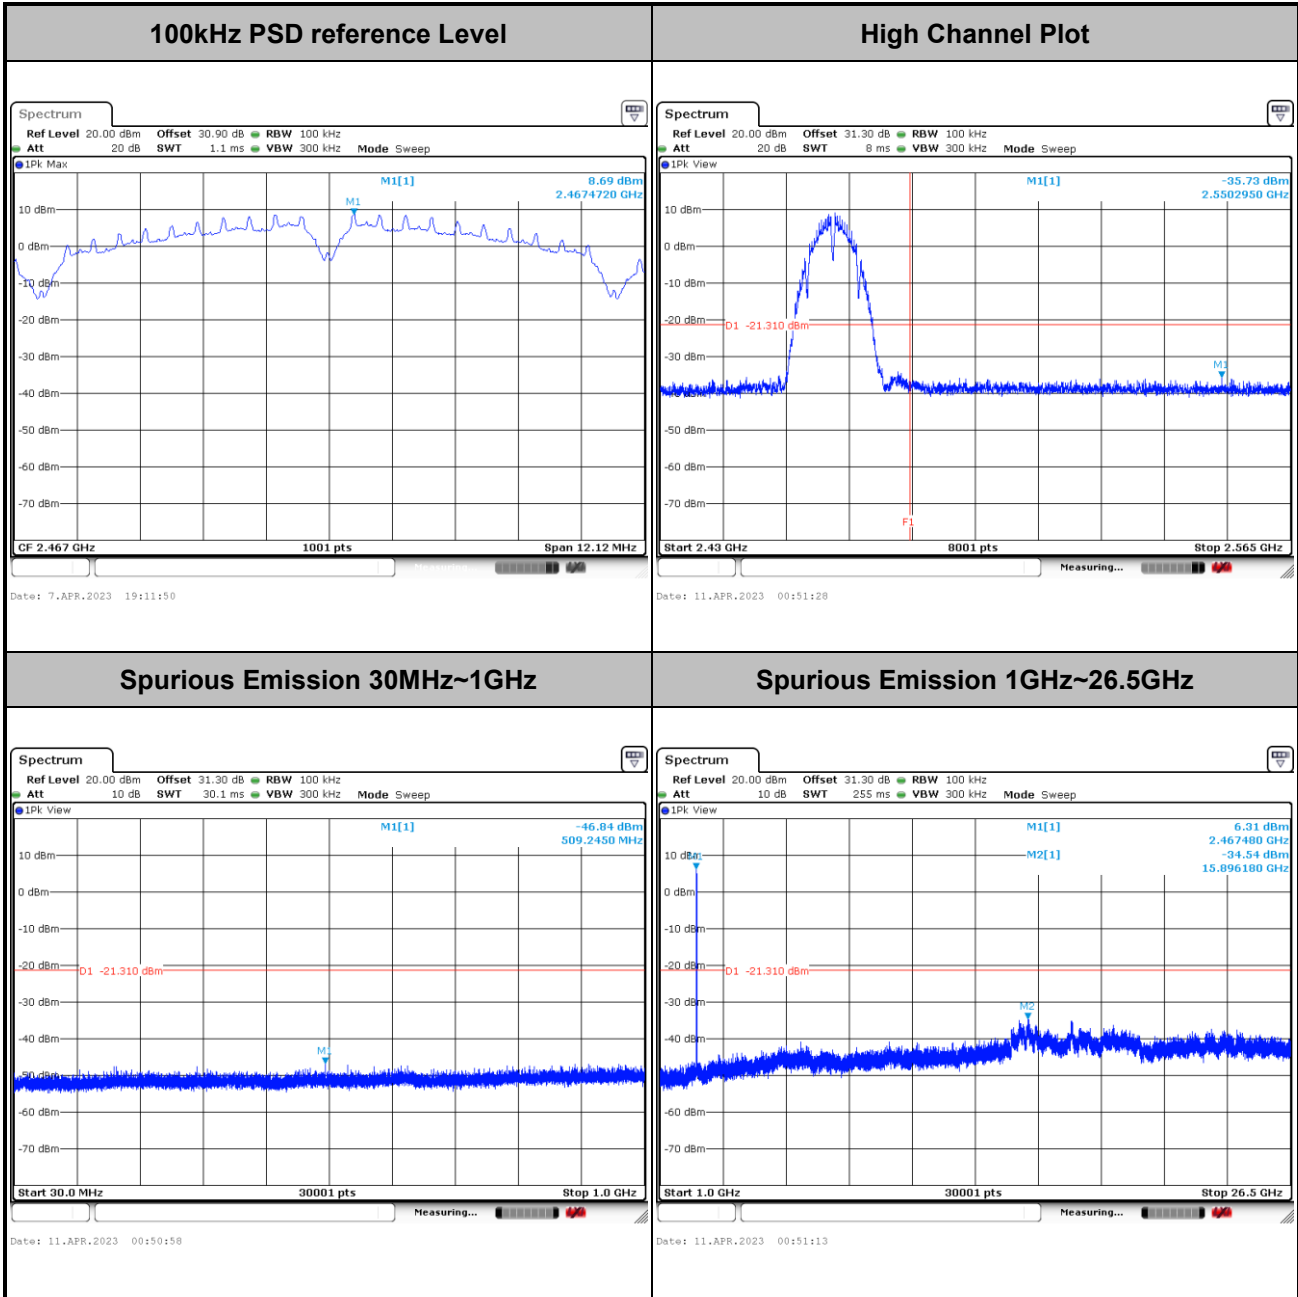 100kHz PSD reference Level
Spectrum
Ref Level 20.00 dBm Offset 30.90 dB RBW 100 kHz
Att 20 dB SWT 1.1 ms VBW 300 kHz Mode Sweep
1Pk Max
M1[1] 8.69 dBm
2.4674720 GHz
M1
10 dBm
0 dBm
-10 dBm
-20 dBm
-30 dBm
-40 dBm
-50 dBm
-60 dBm
-70 dBm
CF 2.467 GHz 1001 pts Span 12.12 MHz
Measuring...
Date: 7.APR.2023 19:11:50
High Channel Plot
Spectrum
Ref Level 20.00 dBm Offset 31.30 dB RBW 100 kHz
Att 20 dB SWT 8 ms VBW 300 kHz Mode Sweep
1Pk View
M1[1] -35.73 dBm
2.5502950 GHz
10 dBm
0 dBm
-10 dBm
-20 dBm
D1 -21.310 dBm
-30 dBm
M1
-40 dBm
-50 dBm
-60 dBm
-70 dBm
F1
Start 2.43 GHz 8001 pts Stop 2.565 GHz
Measuring...
Date: 11.APR.2023 00:51:28
Spurious Emission 30MHz~1GHz
Spectrum
Ref Level 20.00 dBm Offset 31.30 dB RBW 100 kHz
Att 10 dB SWT 30.1 ms VBW 300 kHz Mode Sweep
1Pk View
M1[1] -46.84 dBm
509.2450 MHz
10 dBm
0 dBm
-10 dBm
-20 dBm
D1 -21.310 dBm
-30 dBm
-40 dBm
M1
-50 dBm
-60 dBm
-70 dBm
Start 30.0 MHz 30001 pts Stop 1.0 GHz
Measuring...
Date: 11.APR.2023 00:50:58
Spurious Emission 1GHz~26.5GHz
Spectrum
Ref Level 20.00 dBm Offset 31.30 dB RBW 100 kHz
Att 10 dB SWT 255 ms VBW 300 kHz Mode Sweep
1Pk View
M1[1] 6.31 dBm
2.467480 GHz
M2[1] -34.54 dBm
15.896180 GHz
10 dBm
M1
0 dBm
-10 dBm
-20 dBm
D1 -21.310 dBm
-30 dBm
M2
-40 dBm
-50 dBm
-60 dBm
-70 dBm
Start 1.0 GHz 30001 pts Stop 26.5 GHz
Measuring...
Date: 11.APR.2023 00:51:13